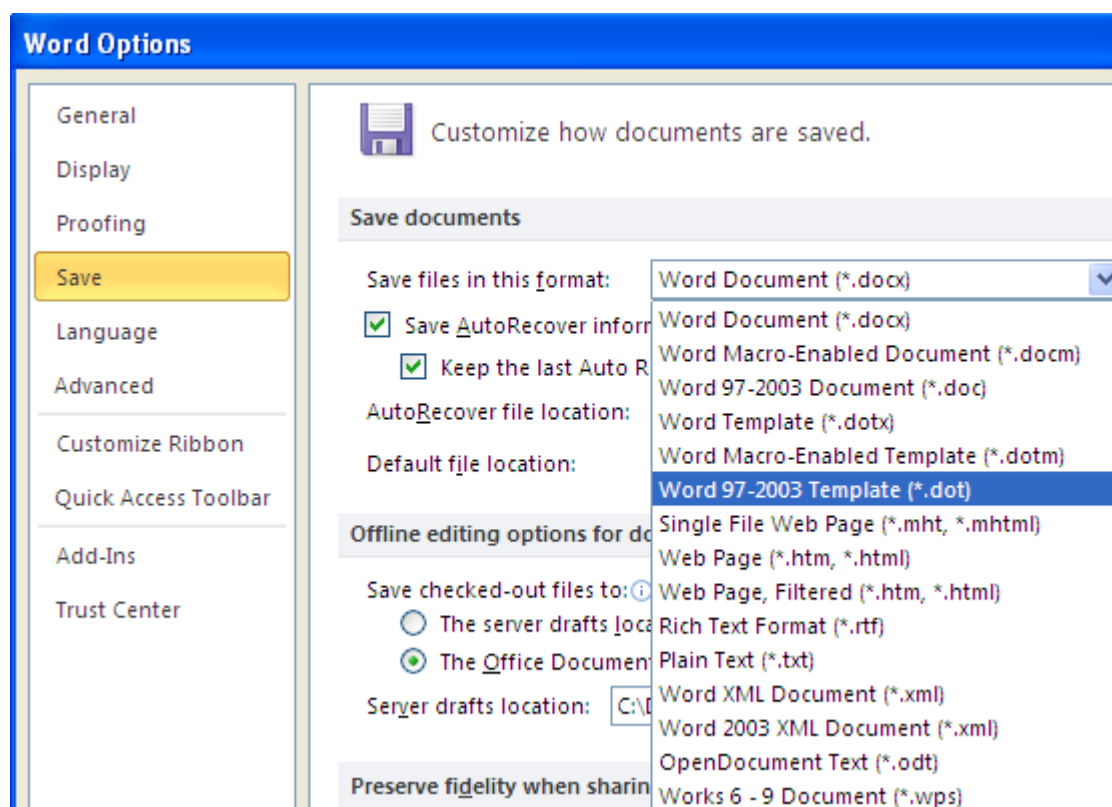 Word Options
General
Display
Proofing
Save
Language
Advanced
Customize Ribbon
Quick Access Toolbar
Add-Ins
Trust Center
Customize how documents are saved.
Save documents
Save files in this format: Word Document (*.docx)
Save AutoRecover inforr
Keep the last Auto R
AutoRecover file location:
Default file location:
Word Document (*.docx)
Word Macro-Enabled Document (*.docm)
Word 97-2003 Document (*.doc)
Word Template (*.dotx)
Word Macro-Enabled Template (*.dotm)
Word 97-2003 Template (*.dot)
Single File Web Page (*.mht, *.mhtml)
Web Page (*.htm, *.html)
Web Page, Filtered (*.htm, *.html)
Rich Text Format (*.rtf)
Plain Text (*.txt)
Word XML Document (*.xml)
Word 2003 XML Document (*.xml)
OpenDocument Text (*.odt)
Works 6 - 9 Document (*.wps)
Offline editing options for do
Save checked-out files to:
The server drafts loca
The Office Documen
Server drafts location: C:\D
Preserve fidelity when sharin